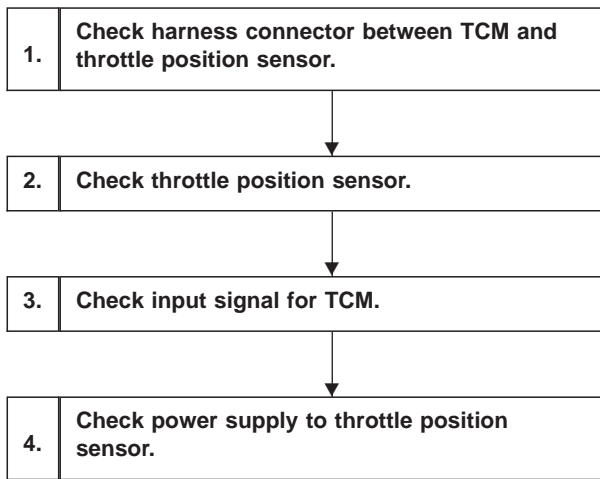 1.
Check harness connector between TCM and
throttle position sensor.
2.
Check throttle position sensor.
3.
Check input signal for TCM.
4.
Check power supply to throttle position
sensor.